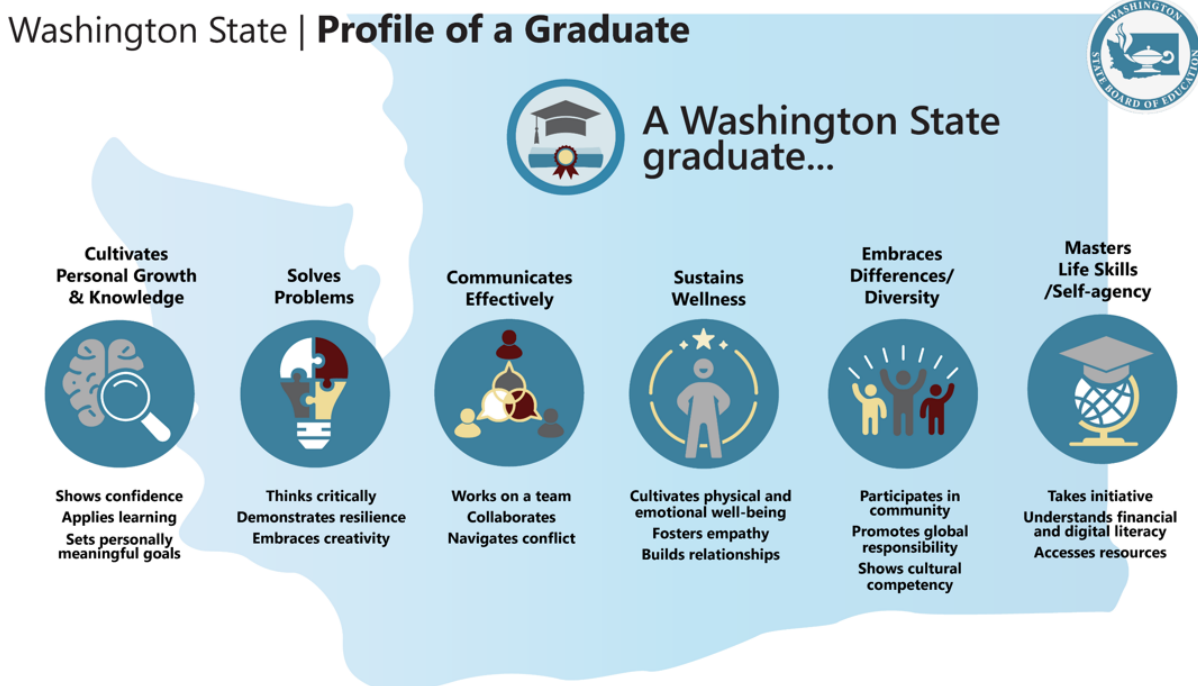 Washington State | Profile of a Graduate
WASHINGTON
STATE BOARD OF EDUCATION
A Washington State
graduate...
Cultivates
Personal Growth
& Knowledge
Shows confidence
Applies learning
Sets personally
meaningful goals
Solves
Problems
Thinks critically
Demonstrates resilience
Embraces creativity
Communicates
Effectively
Works on a team
Collaborates
Navigates conflict
Sustains
Wellness
Cultivates physical and
emotional well-being
Fosters empathy
Builds relationships
Embraces
Differences/
Diversity
Participates in
community
Promotes global
responsibility
Shows cultural
competency
Masters
Life Skills
/Self-agency
Takes initiative
Understands financial
and digital literacy
Accesses resources